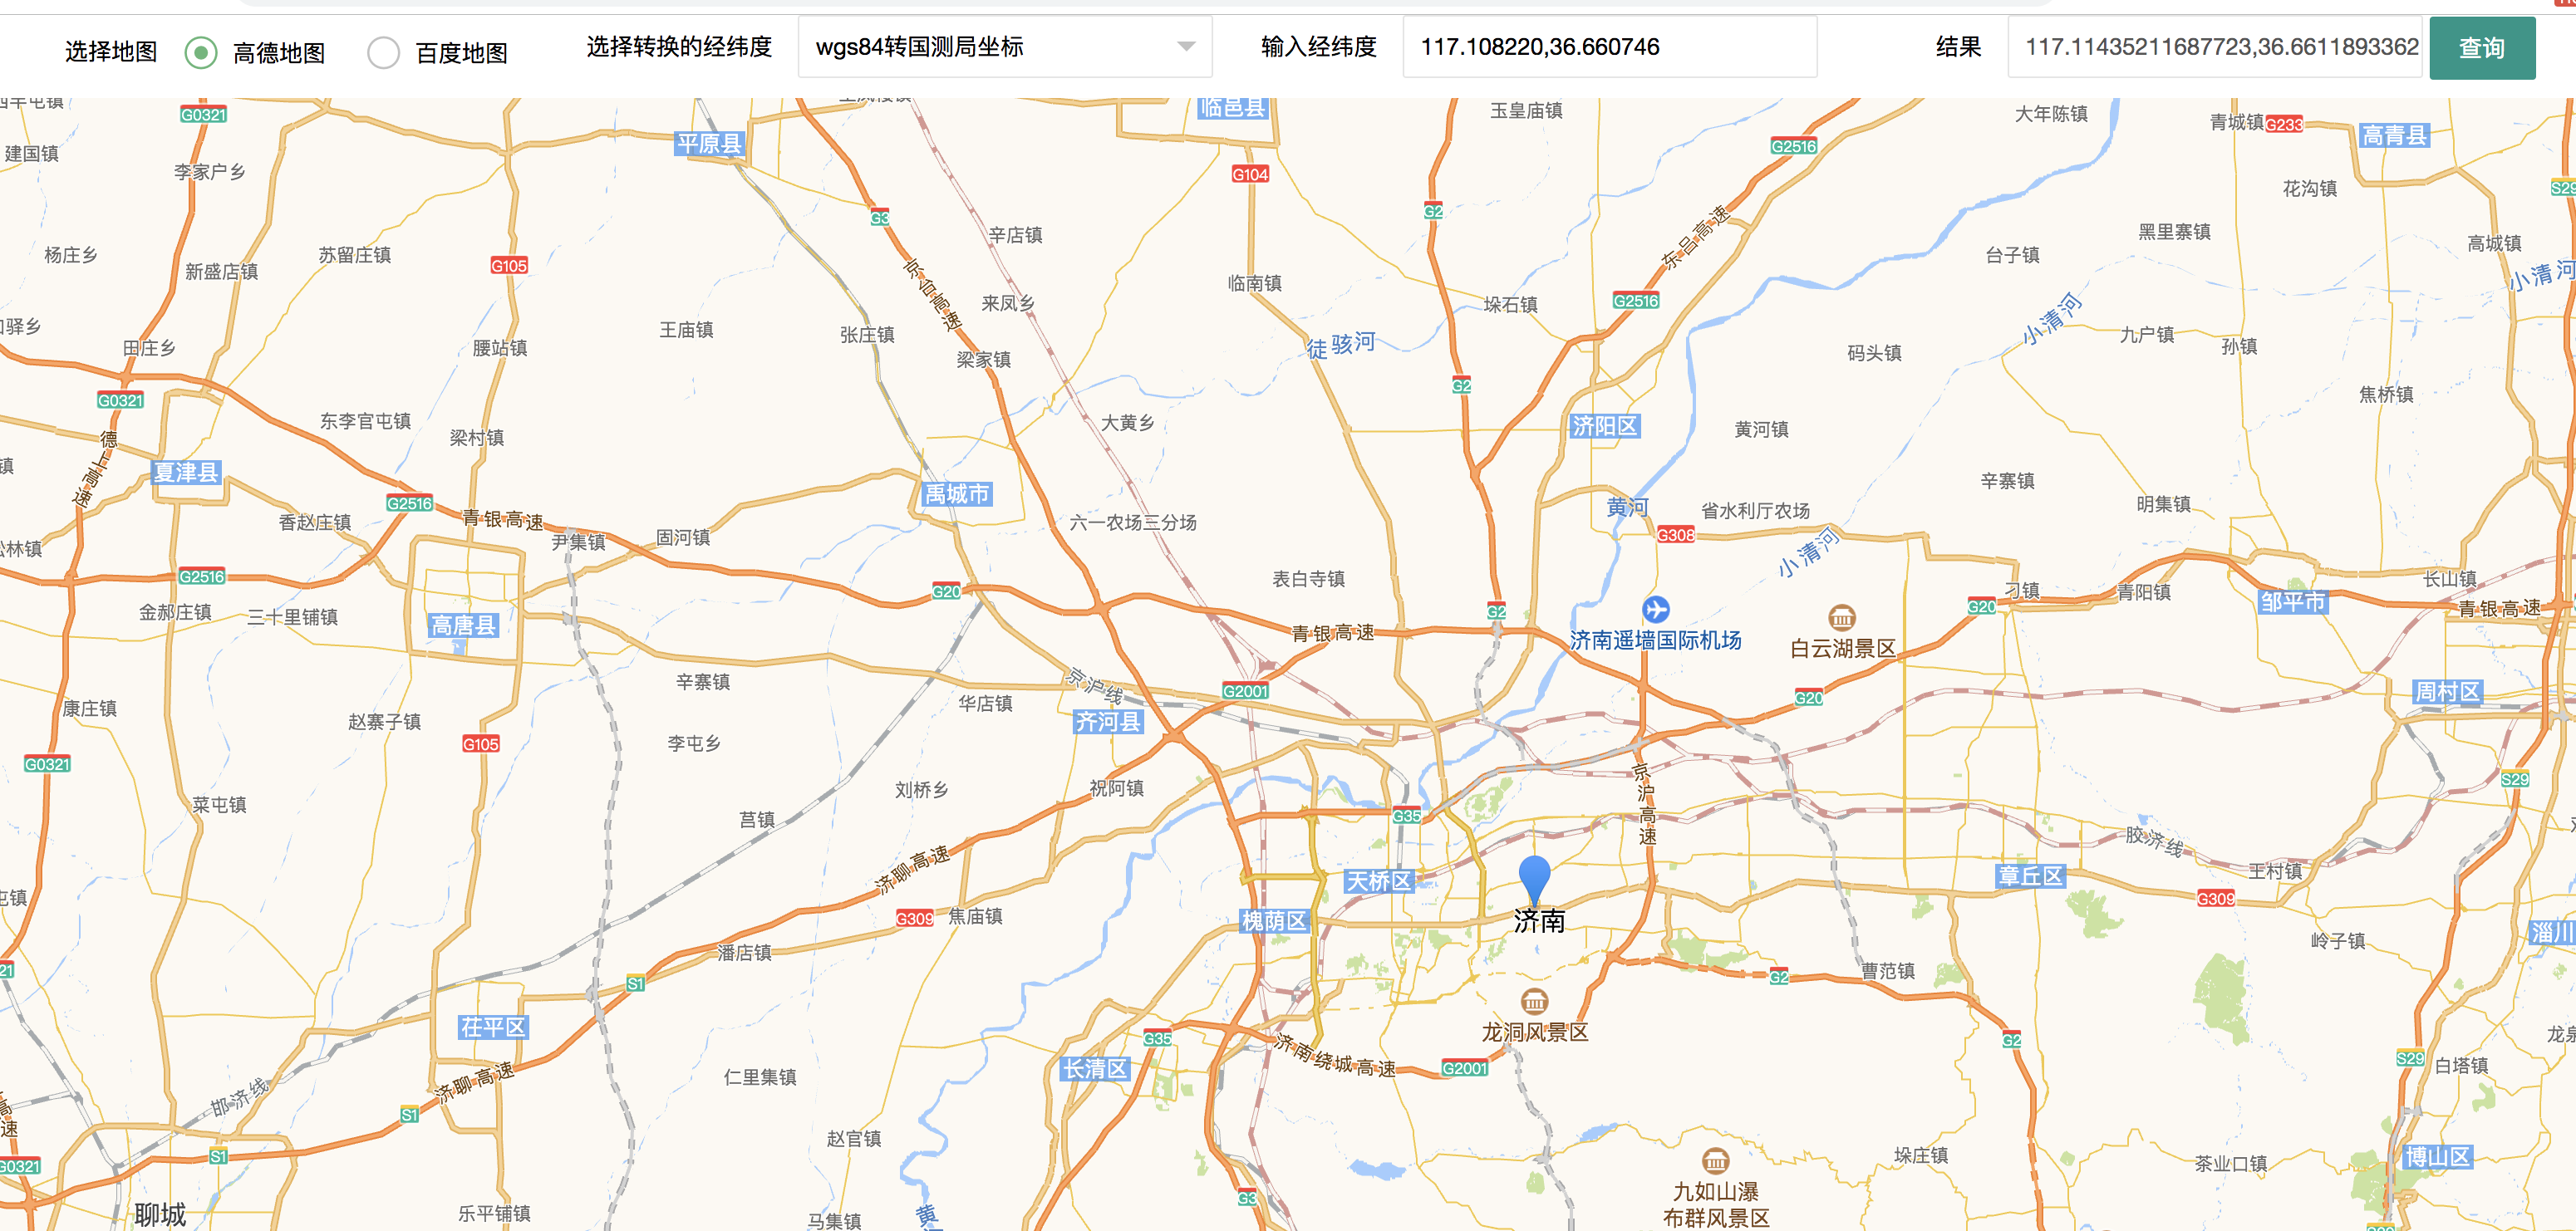 选择地图
高德地图
百度地图
选择转换的经纬度
wgs84转国测局坐标
输入经纬度
117.108220,36.660746
结果
117.11435211687723,36.6611893362
查询
G0321
临邑县
玉皇庙镇
大年陈镇
青城镇
G233
高青县
建国镇
李家户乡
平原县
G104
G2516
花沟镇
S29
G3
G2
东吕高速
黑里寨镇
高城镇
杨庄乡
新盛店镇
苏留庄镇
G105
辛店镇
京台高速
临南镇
台子镇
小清河
来凤乡
垛石镇
G2516
小清河
王庙镇
张庄镇
徒骇河
田庄乡
腰站镇
梁家镇
码头镇
九户镇
孙镇
G0321
G2
焦桥镇
东李官屯镇
梁村镇
大黄乡
济阳区
黄河镇
德上高速
夏津县
禹城市
辛寨镇
G2516
青银高速
香赵庄镇
尹集镇
固河镇
六一农场三分场
黄河
省水利厅农场
明集镇
G308
小清河
G2516
金郝庄镇
三十里铺镇
高唐县
G20
表白寺镇
G2
济南遥墙国际机场
白云湖景区
G20
刁镇
青阳镇
邹平市
长山镇
青银高速
青银高速
康庄镇
赵寨子镇
辛寨镇
京沪线
华店镇
G2001
齐河县
G20
周村区
G0321
G105
李屯乡
S29
菜屯镇
莒镇
刘桥乡
祝阿镇
京沪高速
G35
胶济线
济聊高速
天桥区
章丘区
王村镇
G309
G309
焦庙镇
槐荫区
济南
淄川
岭子镇
潘店镇
S1
G2
曹范镇
龙洞风景区
茌平区
G35
济南绕城高速
G2
长清区
G2001
S29
白塔镇
邯济线
济聊高速
仁里集镇
S1
赵官镇
S1
G0321
垛庄镇
茶业口镇
博山区
九如山瀑
布群风景区
G3
聊城
乐平铺镇
马集镇
黄